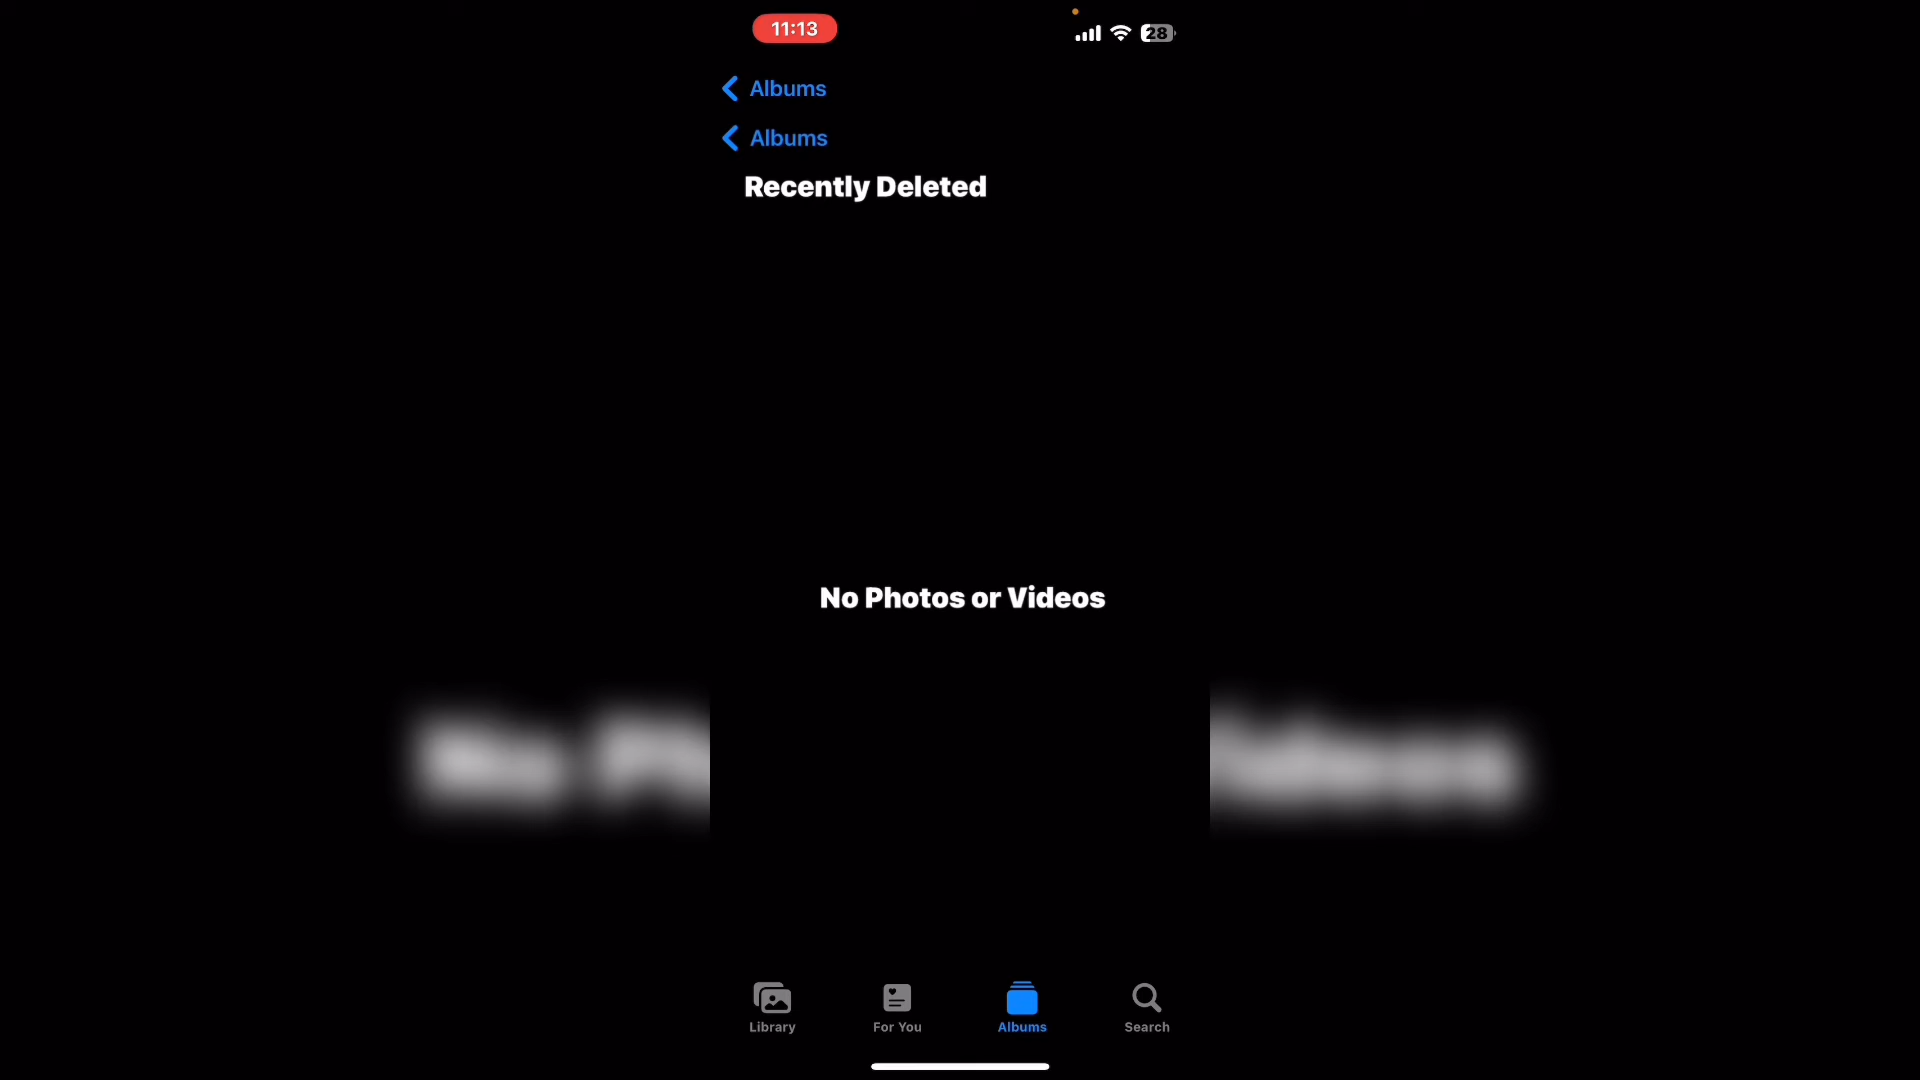 11:13
28
Albums
Albums
Recently Deleted
No Photos or Videos
Library
For You
Albums
Search